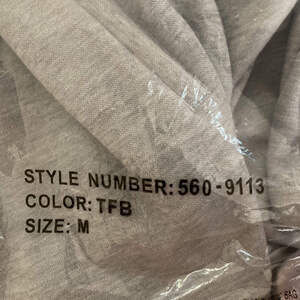 STYLE NUMBER: 560-9113
COLOR: TFB
SIZE: M